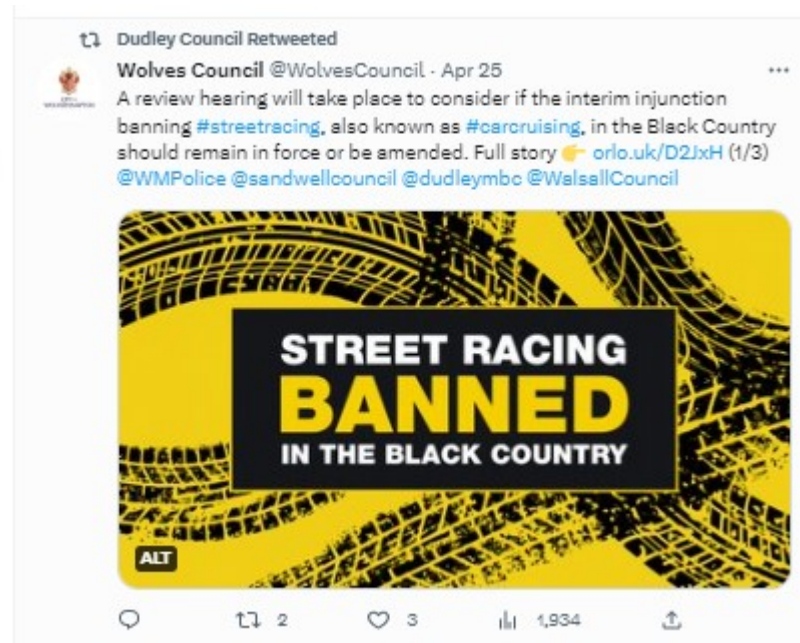 Dudley Council Retweeted
Wolves Council @WolvesCouncil · Apr 25
A review hearing will take place to consider if the interim injunction
banning #streetracing, also known as #carcruising, in the Black Country
should remain in force or be amended. Full story 👉 orlo.uk/D2JxH (1/3)
@WMPolice @sandwellcouncil @dudleymbc @WalsallCouncil
STREET RACING
BANNED
IN THE BLACK COUNTRY
ALT
2 3 1,934